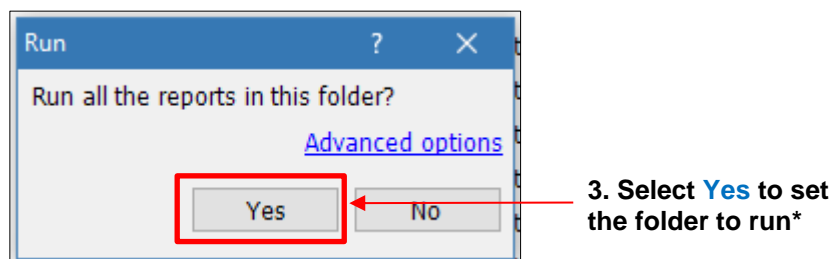 Run ? ×
Run all the reports in this folder?
Advanced options
Yes No
3. Select Yes to set
the folder to run*